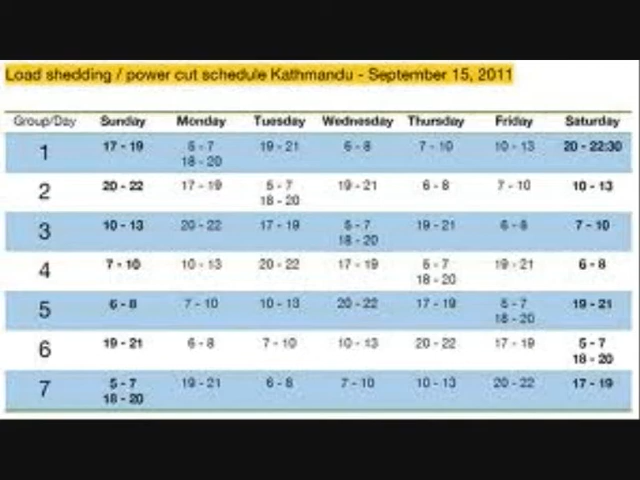 Load shedding / power cut schedule Kathmandu - September 15, 2011
Group/Day Sunday Monday Tuesday Wednesday Thursday Friday Saturday
1 17 - 19 5 - 7 19 - 21 6 - 8 7 - 10 10 - 13 20 - 22:30
18 - 20
2 20 - 22 17 - 19 5 - 7 19 - 21 6 - 8 7 - 10 10 - 13
18 - 20
3 10 - 13 20 - 22 17 - 19 5 - 7 19 - 21 6 - 8 7 - 10
18 - 20
4 7 - 10 10 - 13 20 - 22 17 - 19 5 - 7 19 - 21 6 - 8
18 - 20
5 6 - 8 7 - 10 10 - 13 20 - 22 17 - 19 5 - 7 19 - 21
18 - 20
6 19 - 21 6 - 8 7 - 10 10 - 13 20 - 22 17 - 19 5 - 7
18 - 20
7 5 - 7 19 - 21 6 - 8 7 - 10 10 - 13 20 - 22 17 - 19
18 - 20